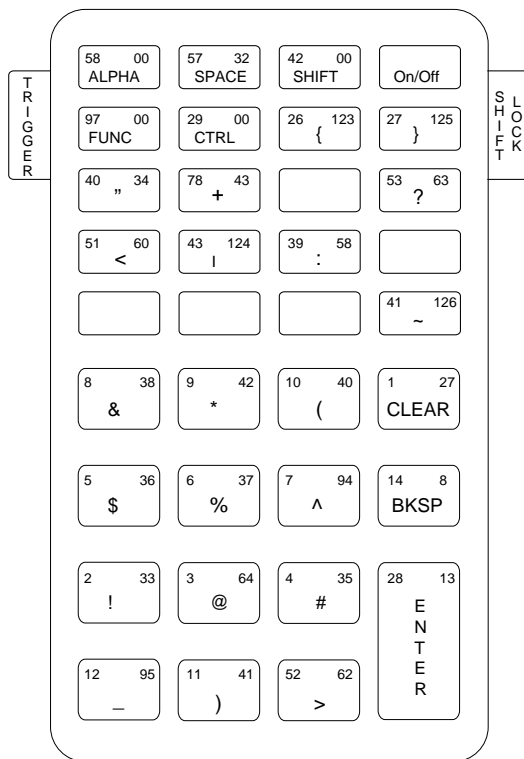 58 00 57 32 42 00
ALPHA SPACE SHIFT On/Off
TRIGGER
SHIFT LOCK
97 00 29 00 26 123 27 125
FUNC CTRL { }
40 34 78 43 53 63
" + ?
51 60 43 124 39 58
< | :
41 126
~
8 38 9 42 10 40 1 27
& * ( CLEAR
5 36 6 37 7 94 14 8
$ % ^ BKSP
2 33 3 64 4 35 28 13
! @ # ENTER
12 95 11 41 52 62
_ ) >